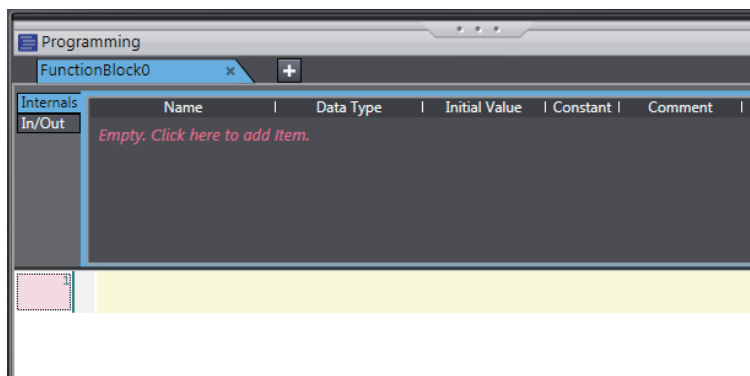 Programming
FunctionBlock0 × +
Internals Name | Data Type | Initial Value | Constant | Comment |
In/Out
Empty. Click here to add Item.
1